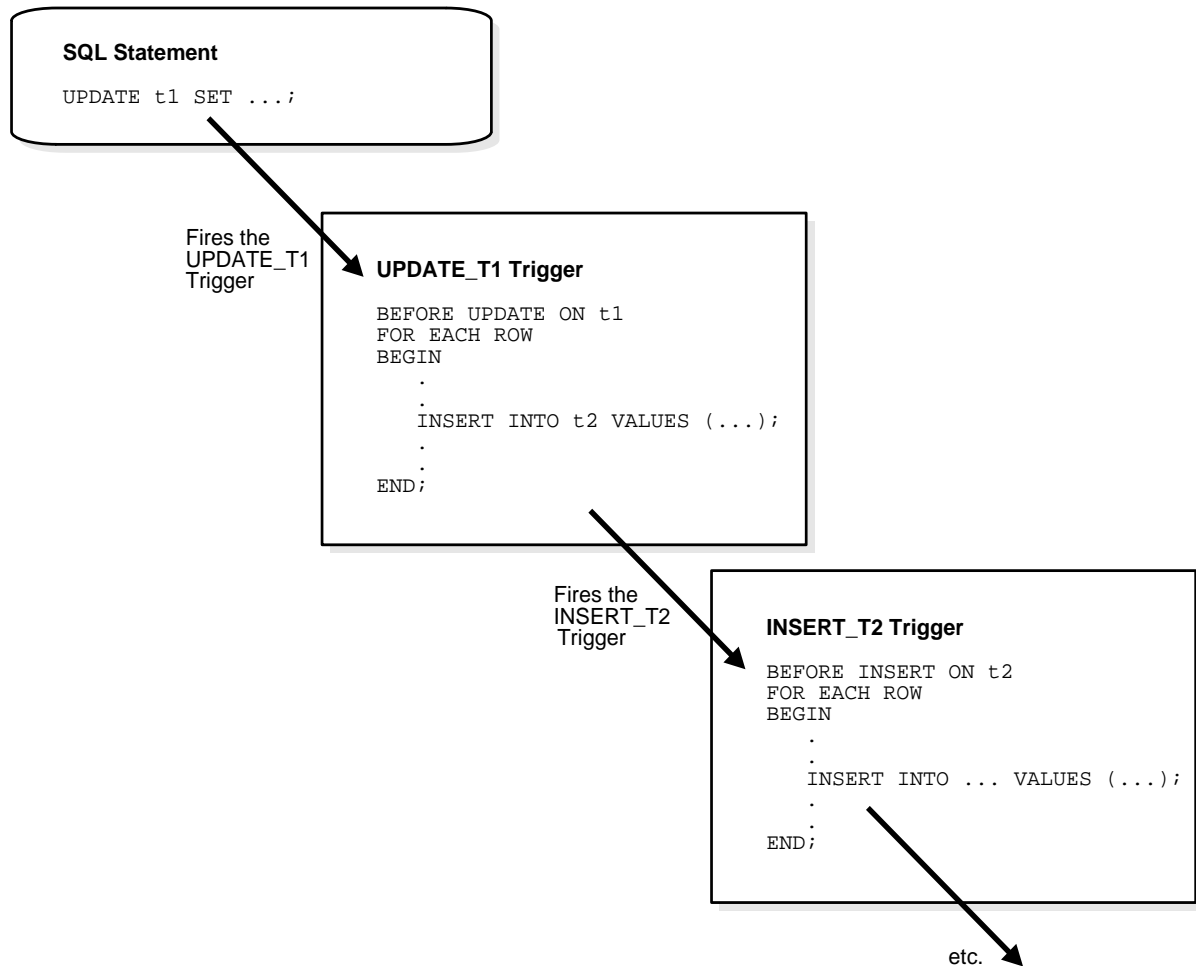 SQL Statement
UPDATE t1 SET ...;
Fires the
UPDATE_T1
Trigger
UPDATE_T1 Trigger
BEFORE UPDATE ON t1
FOR EACH ROW
BEGIN
.
.
INSERT INTO t2 VALUES (...);
.
.
END;
Fires the
INSERT_T2
Trigger
INSERT_T2 Trigger
BEFORE INSERT ON t2
FOR EACH ROW
BEGIN
.
.
INSERT INTO ... VALUES (...);
.
.
END;
etc.